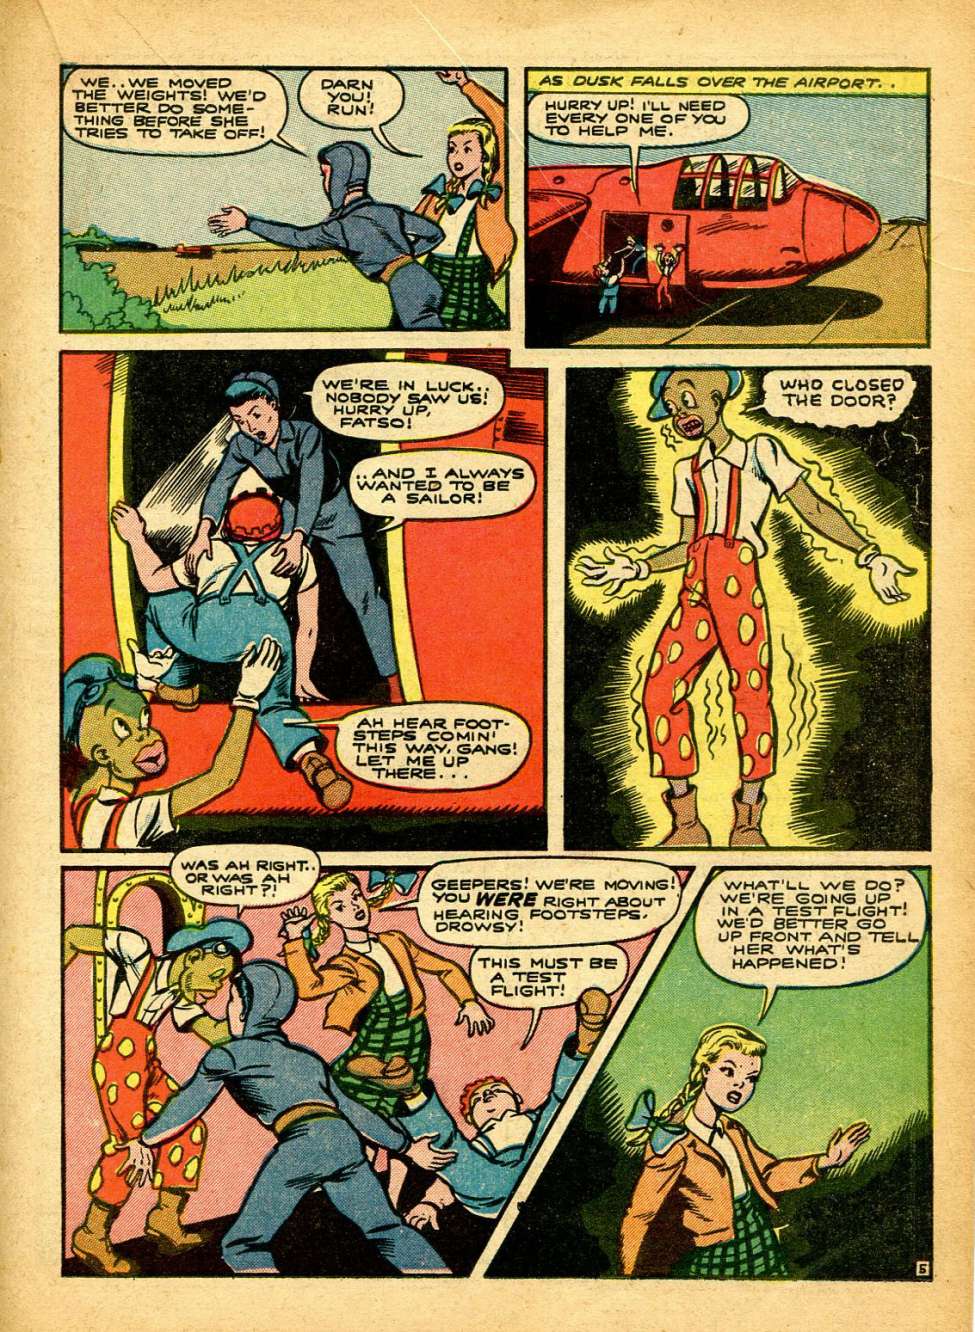 WE..WE MOVED
THE WEIGHTS! WE'D
BETTER DO SOME-
THING BEFORE SHE
TRIES TO TAKE OFF!
DARN
YOU!
RUN!
AS DUSK FALLS OVER THE AIRPORT..
HURRY UP! I'LL NEED
EVERY ONE OF YOU
TO HELP ME.
WE'RE IN LUCK..
NOBODY SAW US!
HURRY UP,
FATSO!
..AND I ALWAYS
WANTED TO BE
A SAILOR!
AH HEAR FOOT-
STEPS COMIN'
THIS WAY, GANG!
LET ME UP
THERE...
WHO CLOSED
THE DOOR?
WAS AH RIGHT..
OR WAS AH
RIGHT?!
GEEPERS! WE'RE MOVING!
YOU WERE RIGHT ABOUT
HEARING FOOTSTEPS,
DROWSY!
THIS MUST BE
A TEST
FLIGHT!
WHAT'LL WE DO?
WE'RE GOING UP
IN A TEST FLIGHT!
WE'D BETTER GO
UP FRONT AND TELL
HER WHAT'S
HAPPENED!
5